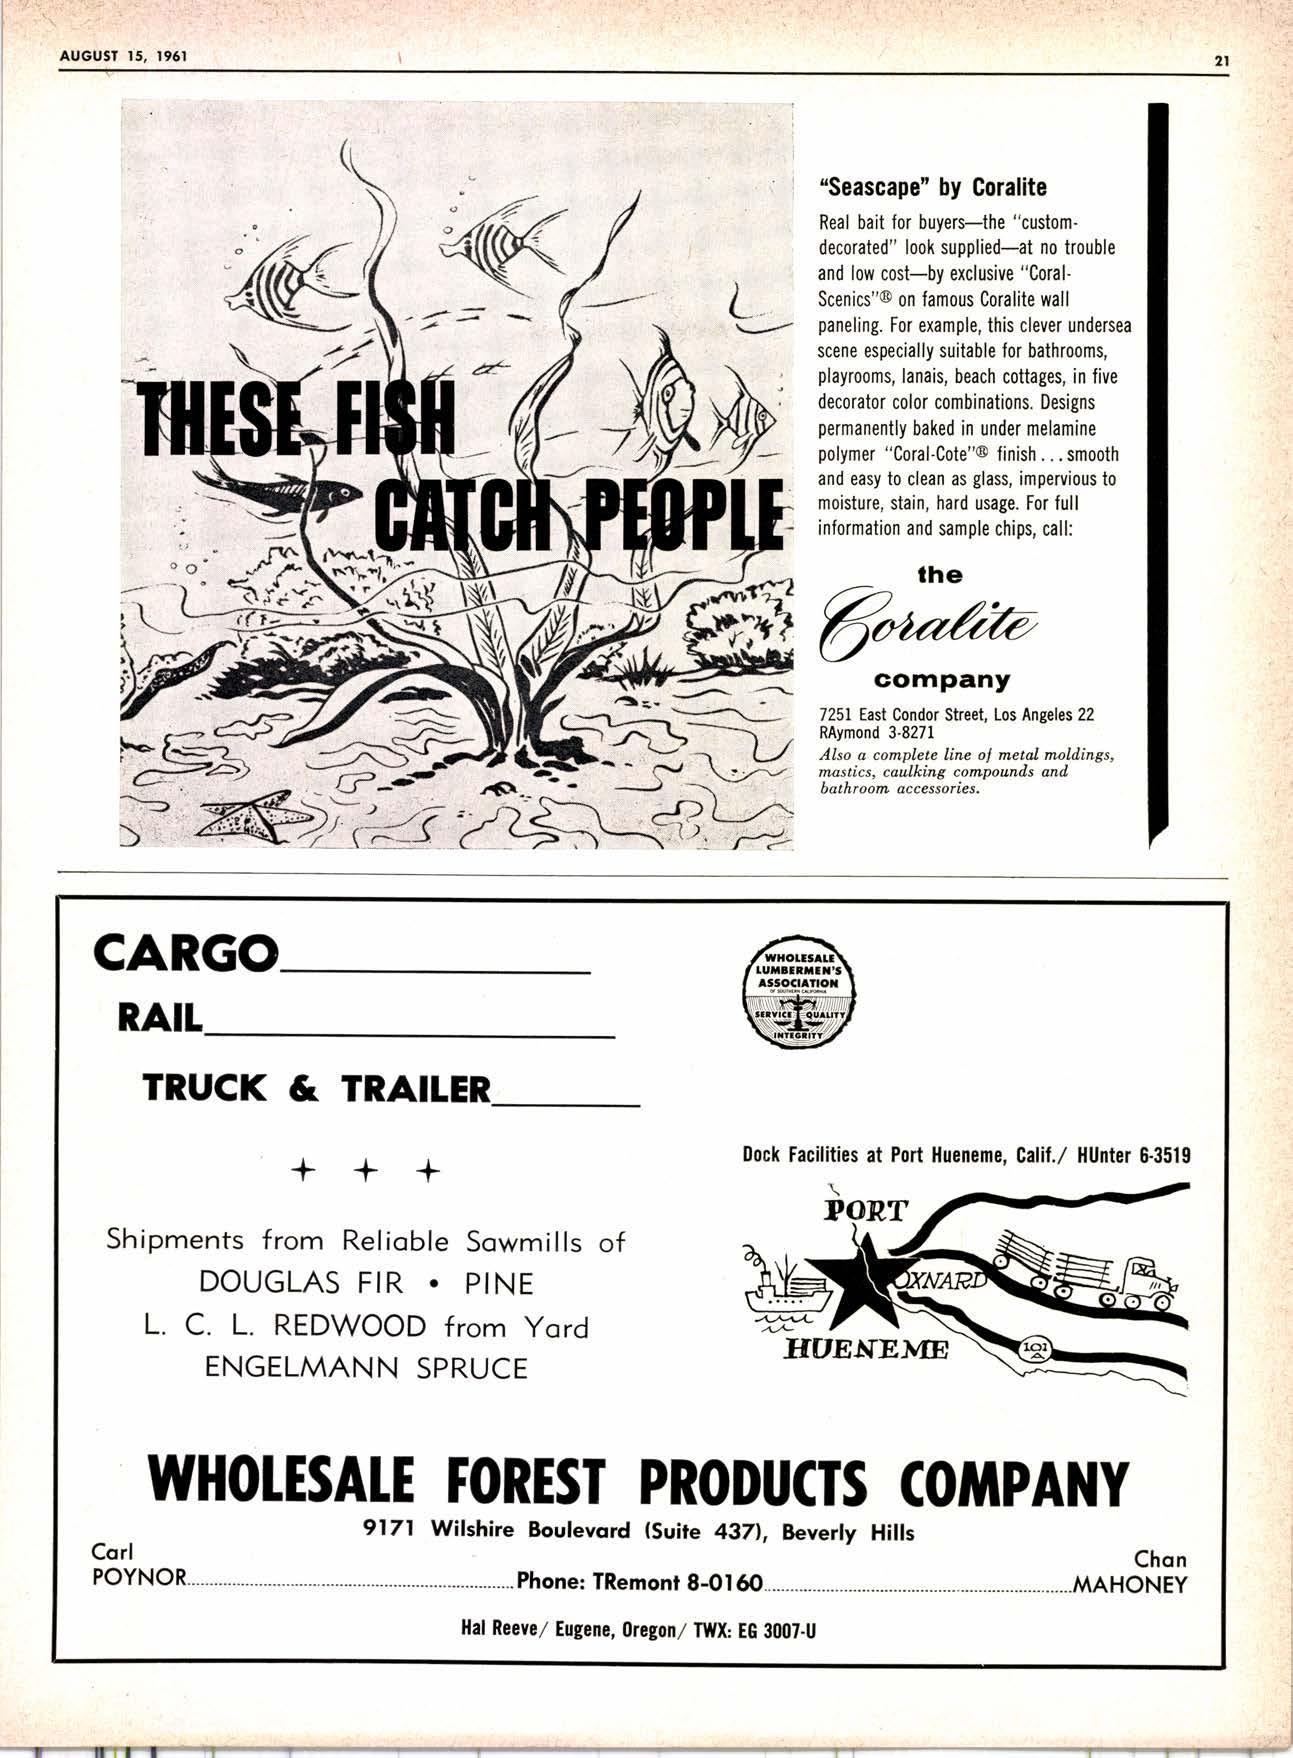 AUGUST 15, 1961
21
THESE FISH
CATCH PEOPLE
“Seascape” by Coralite
Real bait for buyers—the “custom-
decorated” look supplied—at no trouble
and low cost—by exclusive “Coral-
Scenics”® on famous Coralite wall
paneling. For example, this clever undersea
scene especially suitable for bathrooms,
playrooms, lanais, beach cottages, in five
decorator color combinations. Designs
permanently baked in under melamine
polymer “Coral-Cote”® finish . . . smooth
and easy to clean as glass, impervious to
moisture, stain, hard usage. For full
information and sample chips, call:
the
Coralite
company
7251 East Condor Street, Los Angeles 22
RAymond 3-8271
Also a complete line of metal moldings,
mastics, caulking compounds and
bathroom accessories.
CARGO
RAIL
TRUCK & TRAILER
WHOLESALE
LUMBERMEN'S
ASSOCIATION
OF SOUTHERN CALIFORNIA
SERVICE QUALITY
INTEGRITY
Shipments from Reliable Sawmills of
DOUGLAS FIR • PINE
L. C. L. REDWOOD from Yard
ENGELMANN SPRUCE
Dock Facilities at Port Hueneme, Calif./ HUnter 6-3519
PORT
OXNARD
HUENEME
101
A
WHOLESALE FOREST PRODUCTS COMPANY
9171 Wilshire Boulevard (Suite 437), Beverly Hills
Carl
POYNOR
Phone: TRemont 8-0160
Chan
MAHONEY
Hal Reeve/ Eugene, Oregon/ TWX: EG 3007-U